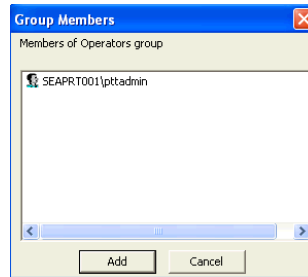 Group Members
Members of Operators group
SEAPRT001\pttadmin
Add
Cancel